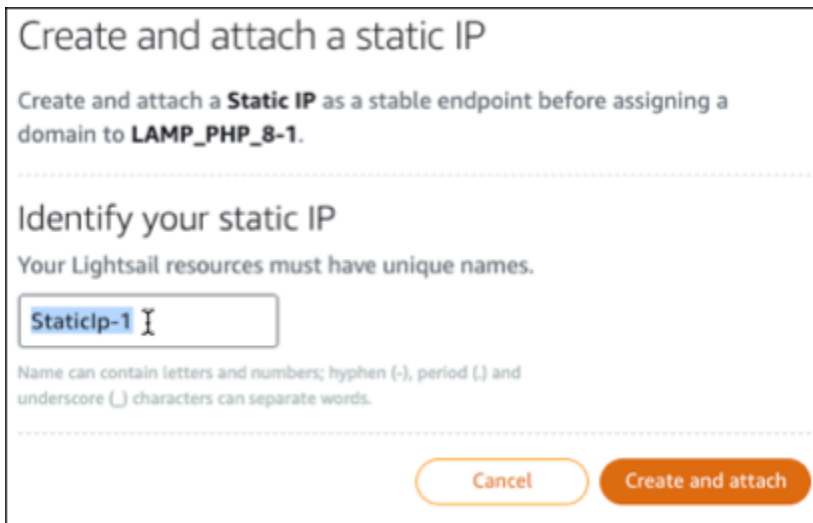 Create and attach a static IP
Create and attach a Static IP as a stable endpoint before assigning a
domain to LAMP_PHP_8-1.
Identify your static IP
Your Lightsail resources must have unique names.
StaticIp-1
Name can contain letters and numbers; hyphen (-), period (.) and
underscore (_) characters can separate words.
Cancel
Create and attach